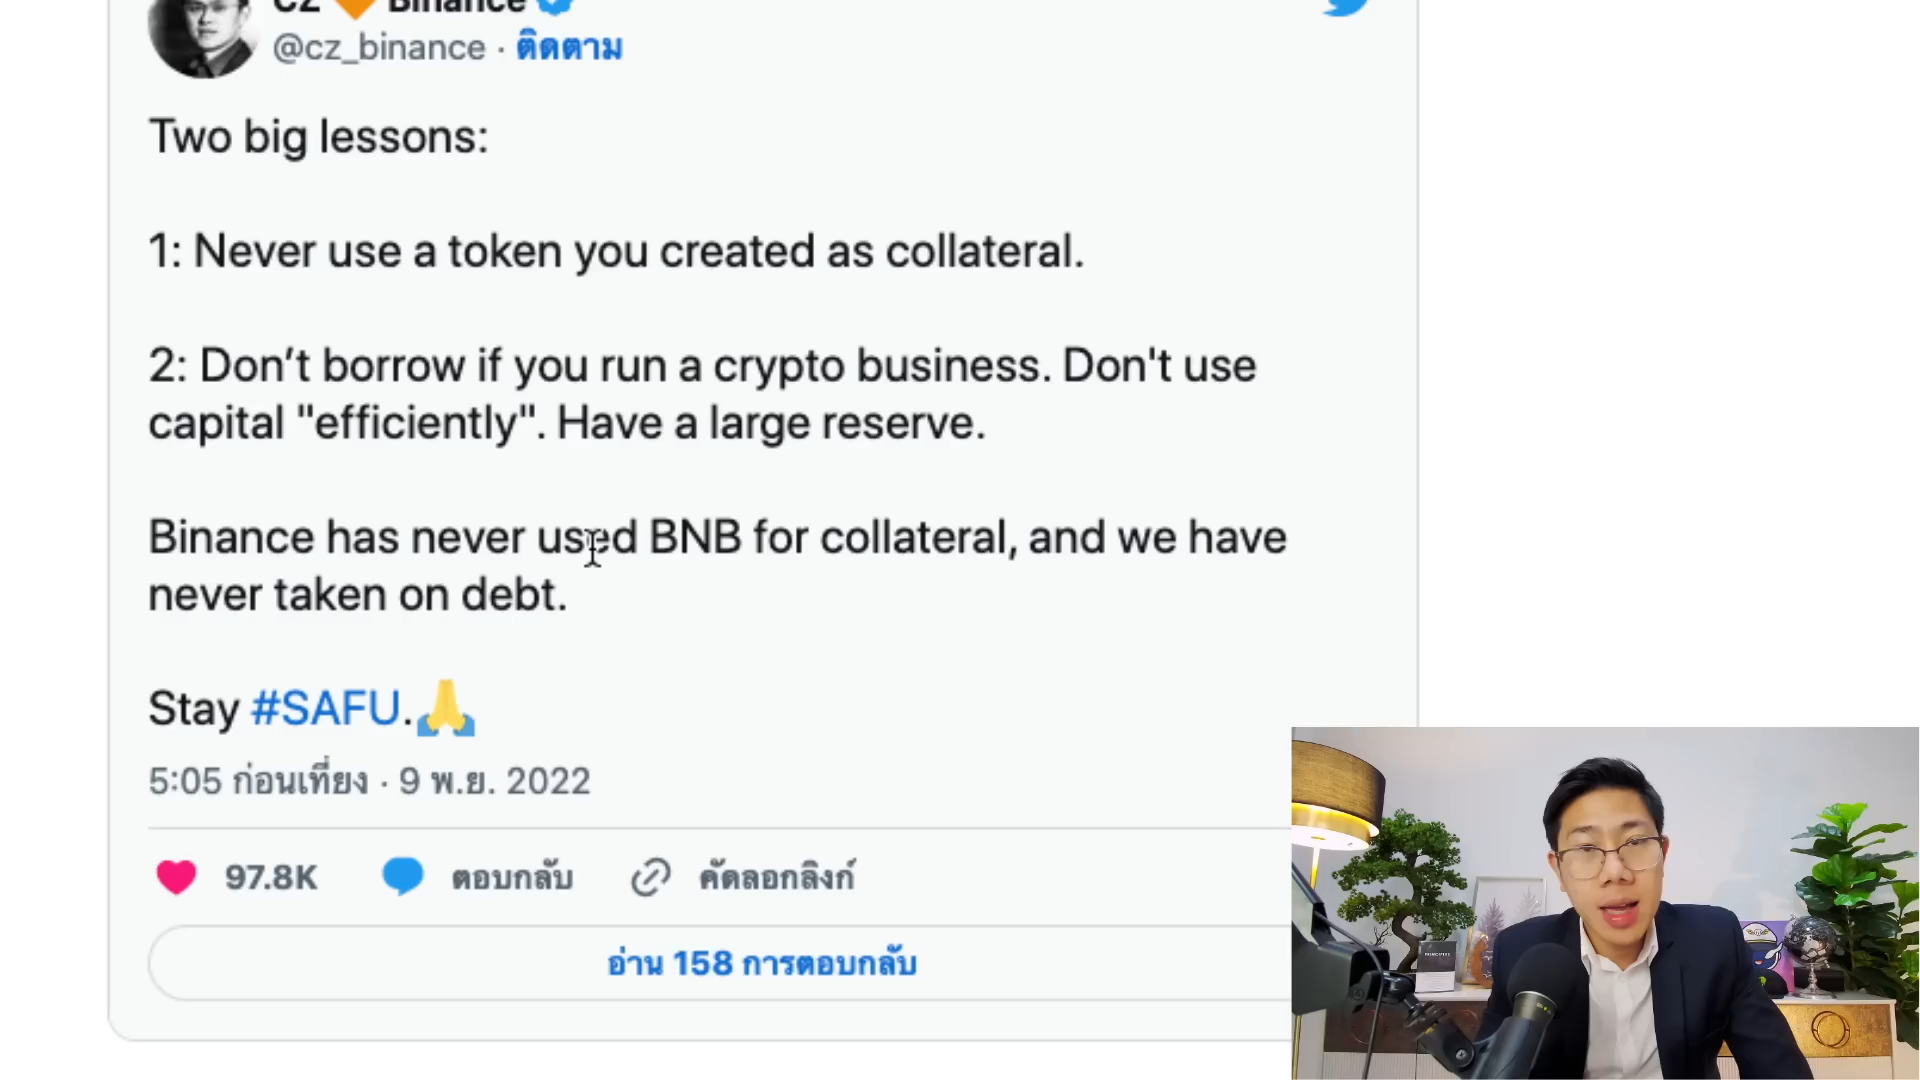 CZ 🔶 Binance
@cz_binance · ติดตาม
Two big lessons:
1: Never use a token you created as collateral.
2: Don’t borrow if you run a crypto business. Don't use
capital "efficiently". Have a large reserve.
Binance has never used BNB for collateral, and we have
never taken on debt.
Stay #SAFU.🙏
5:05 ก่อนเที่ยง · 9 พ.ย. 2022
97.8K ตอบกลับ คัดลอกลิงก์
อ่าน 158 การตอบกลับ
PRINCIPLES